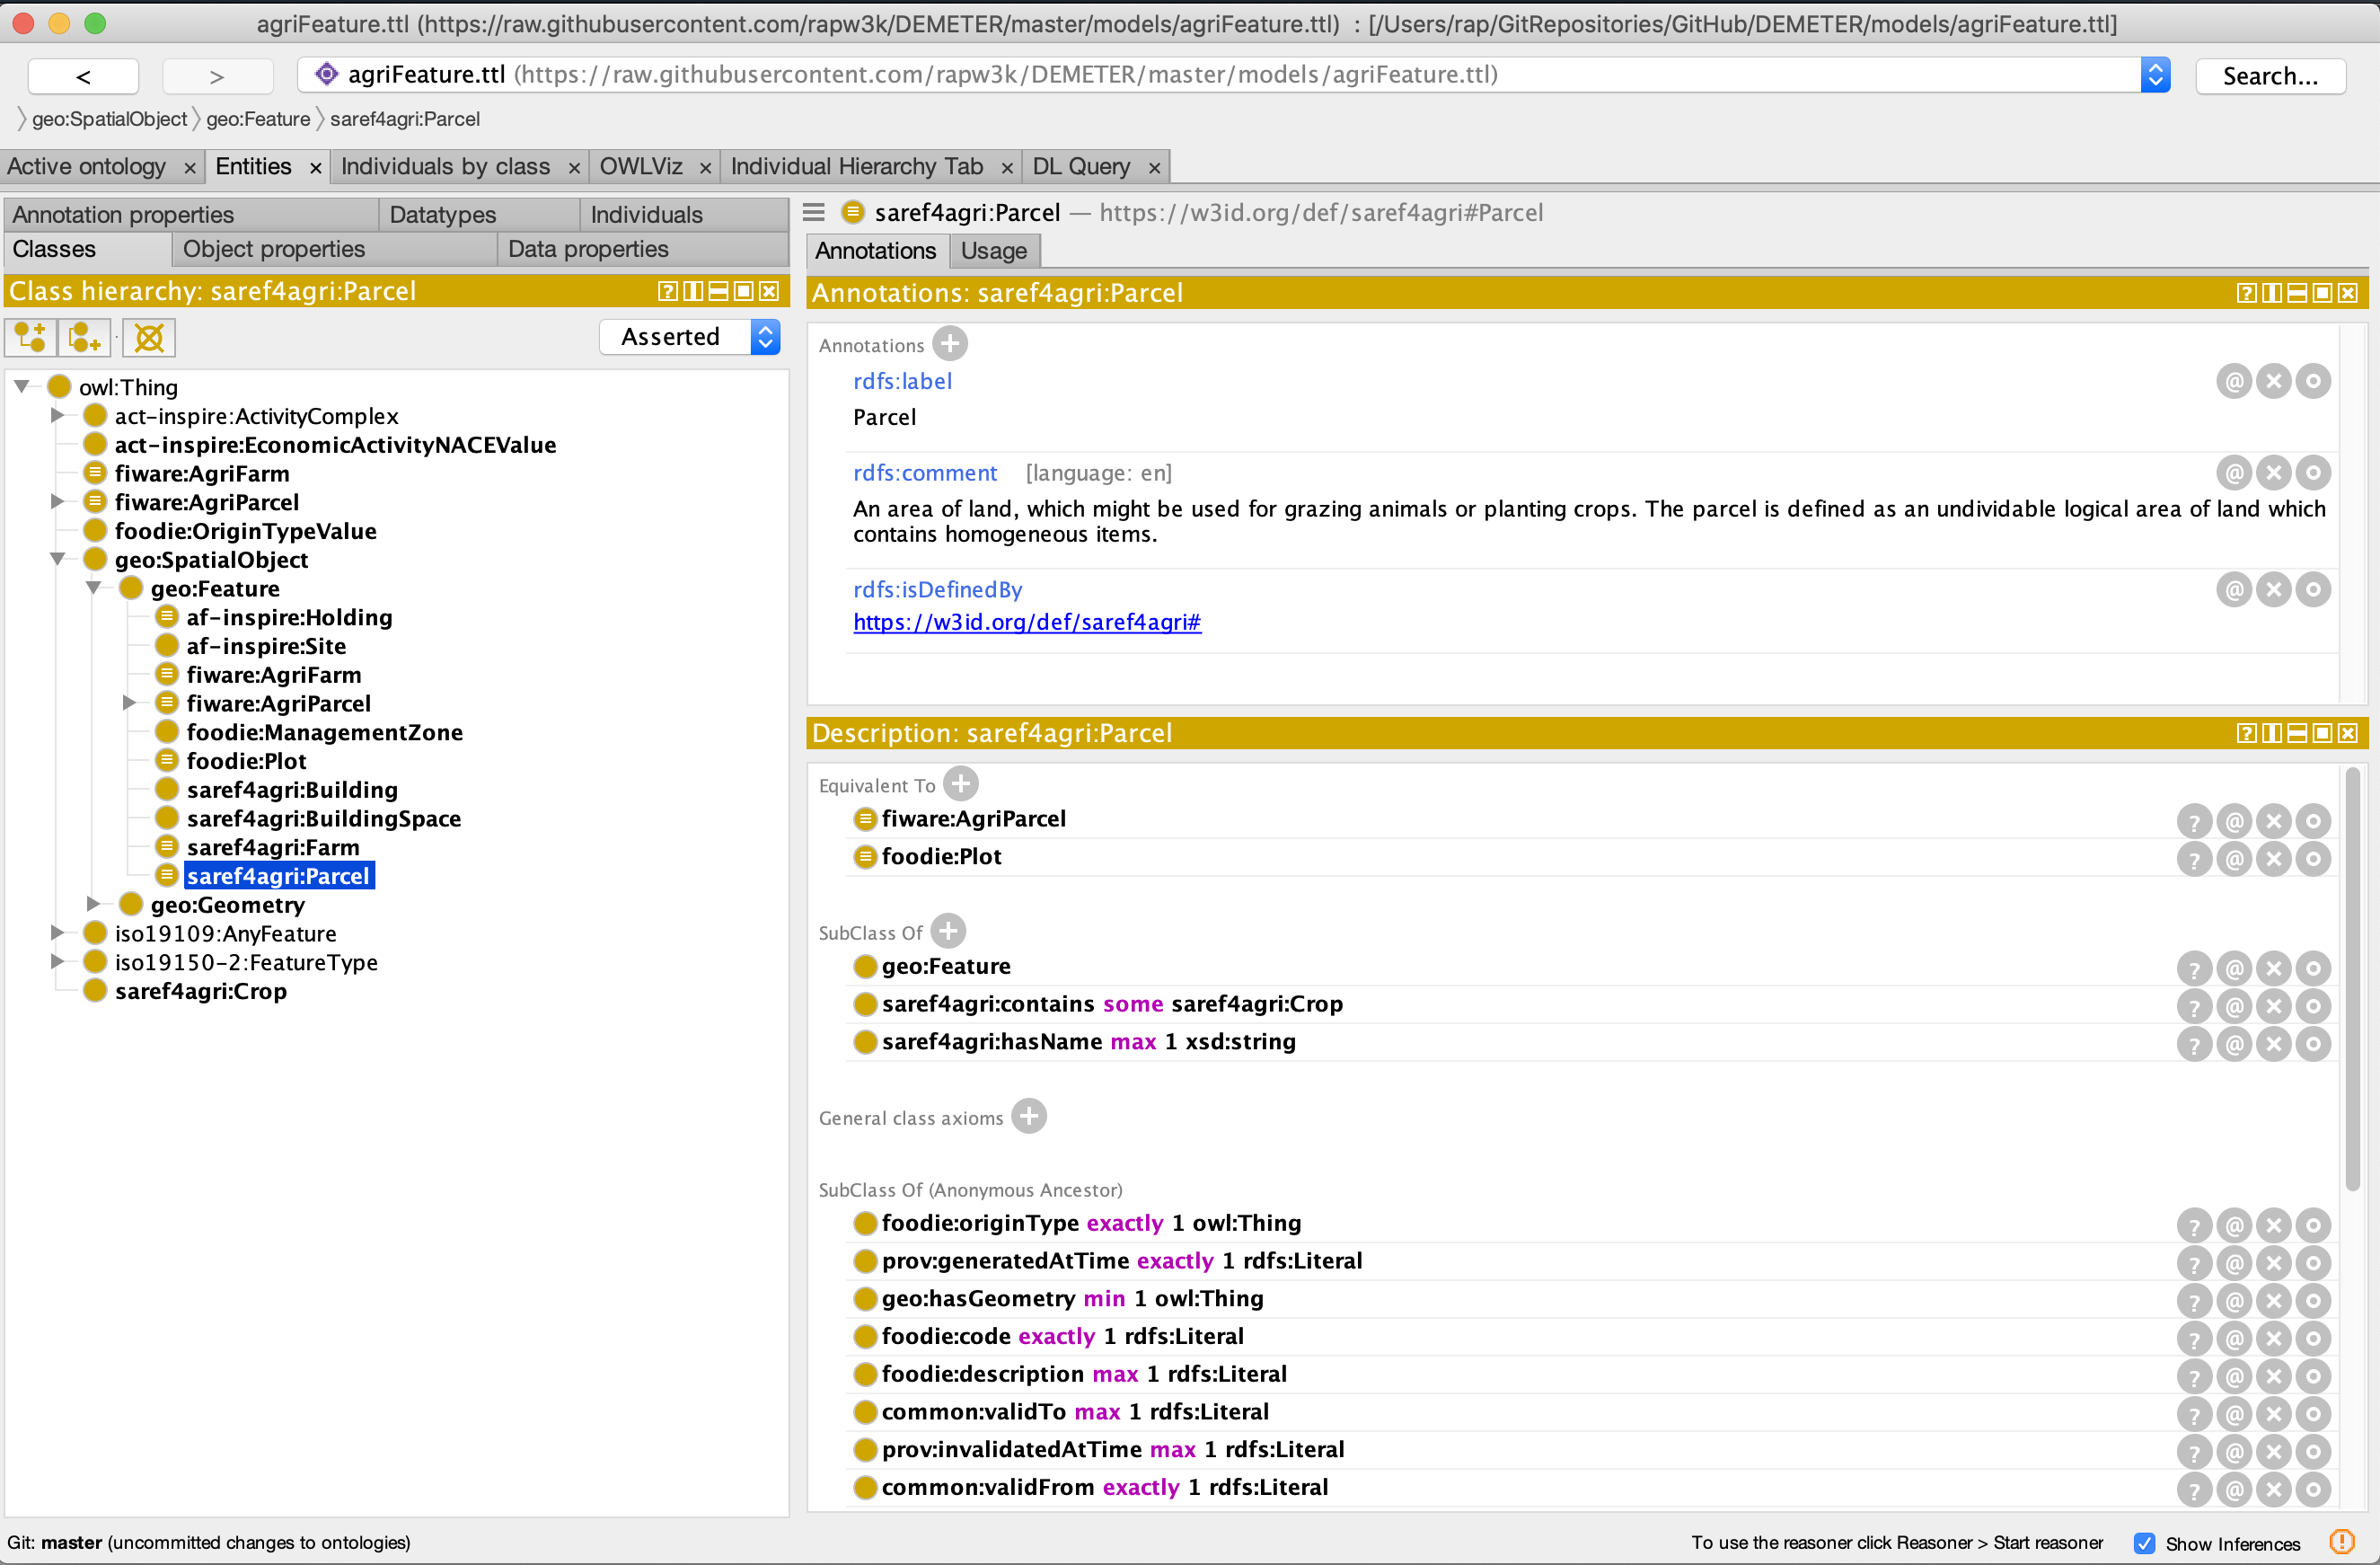 agriFeature.ttl (https://raw.githubusercontent.com/rapw3k/DEMETER/master/models/agriFeature.ttl) : [/Users/rap/GitRepositories/GitHub/DEMETER/models/agriFeature.ttl]
< > agriFeature.ttl (https://raw.githubusercontent.com/rapw3k/DEMETER/master/models/agriFeature.ttl) Search...
geo:SpatialObject geo:Feature saref4agri:Parcel
Active ontology × Entities × Individuals by class × OWLViz × Individual Hierarchy Tab × DL Query ×
Annotation properties Datatypes Individuals
Classes Object properties Data properties
Class hierarchy: saref4agri:Parcel
Asserted
owl:Thing
act-inspire:ActivityComplex
act-inspire:EconomicActivityNACEValue
fiware:AgriFarm
fiware:AgriParcel
foodie:OriginTypeValue
geo:SpatialObject
geo:Feature
af-inspire:Holding
af-inspire:Site
fiware:AgriFarm
fiware:AgriParcel
foodie:ManagementZone
foodie:Plot
saref4agri:Building
saref4agri:BuildingSpace
saref4agri:Farm
saref4agri:Parcel
geo:Geometry
iso19109:AnyFeature
iso19150-2:FeatureType
saref4agri:Crop
saref4agri:Parcel — https://w3id.org/def/saref4agri#Parcel
Annotations Usage
Annotations: saref4agri:Parcel
Annotations
rdfs:label
Parcel
rdfs:comment [language: en]
An area of land, which might be used for grazing animals or planting crops. The parcel is defined as an undividable logical area of land which
contains homogeneous items.
rdfs:isDefinedBy
https://w3id.org/def/saref4agri#
Description: saref4agri:Parcel
Equivalent To
fiware:AgriParcel
foodie:Plot
SubClass Of
geo:Feature
saref4agri:contains some saref4agri:Crop
saref4agri:hasName max 1 xsd:string
General class axioms
SubClass Of (Anonymous Ancestor)
foodie:originType exactly 1 owl:Thing
prov:generatedAtTime exactly 1 rdfs:Literal
geo:hasGeometry min 1 owl:Thing
foodie:code exactly 1 rdfs:Literal
foodie:description max 1 rdfs:Literal
common:validTo max 1 rdfs:Literal
prov:invalidatedAtTime max 1 rdfs:Literal
common:validFrom exactly 1 rdfs:Literal
Git: master (uncommitted changes to ontologies)
To use the reasoner click Reasoner > Start reasoner Show Inferences